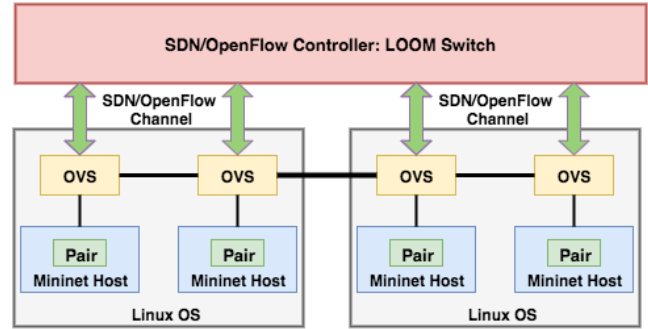 SDN/OpenFlow Controller: LOOM Switch
SDN/OpenFlow
Channel
SDN/OpenFlow
Channel
OVS
OVS
OVS
OVS
Pair
Mininet Host
Pair
Mininet Host
Pair
Mininet Host
Pair
Mininet Host
Linux OS
Linux OS